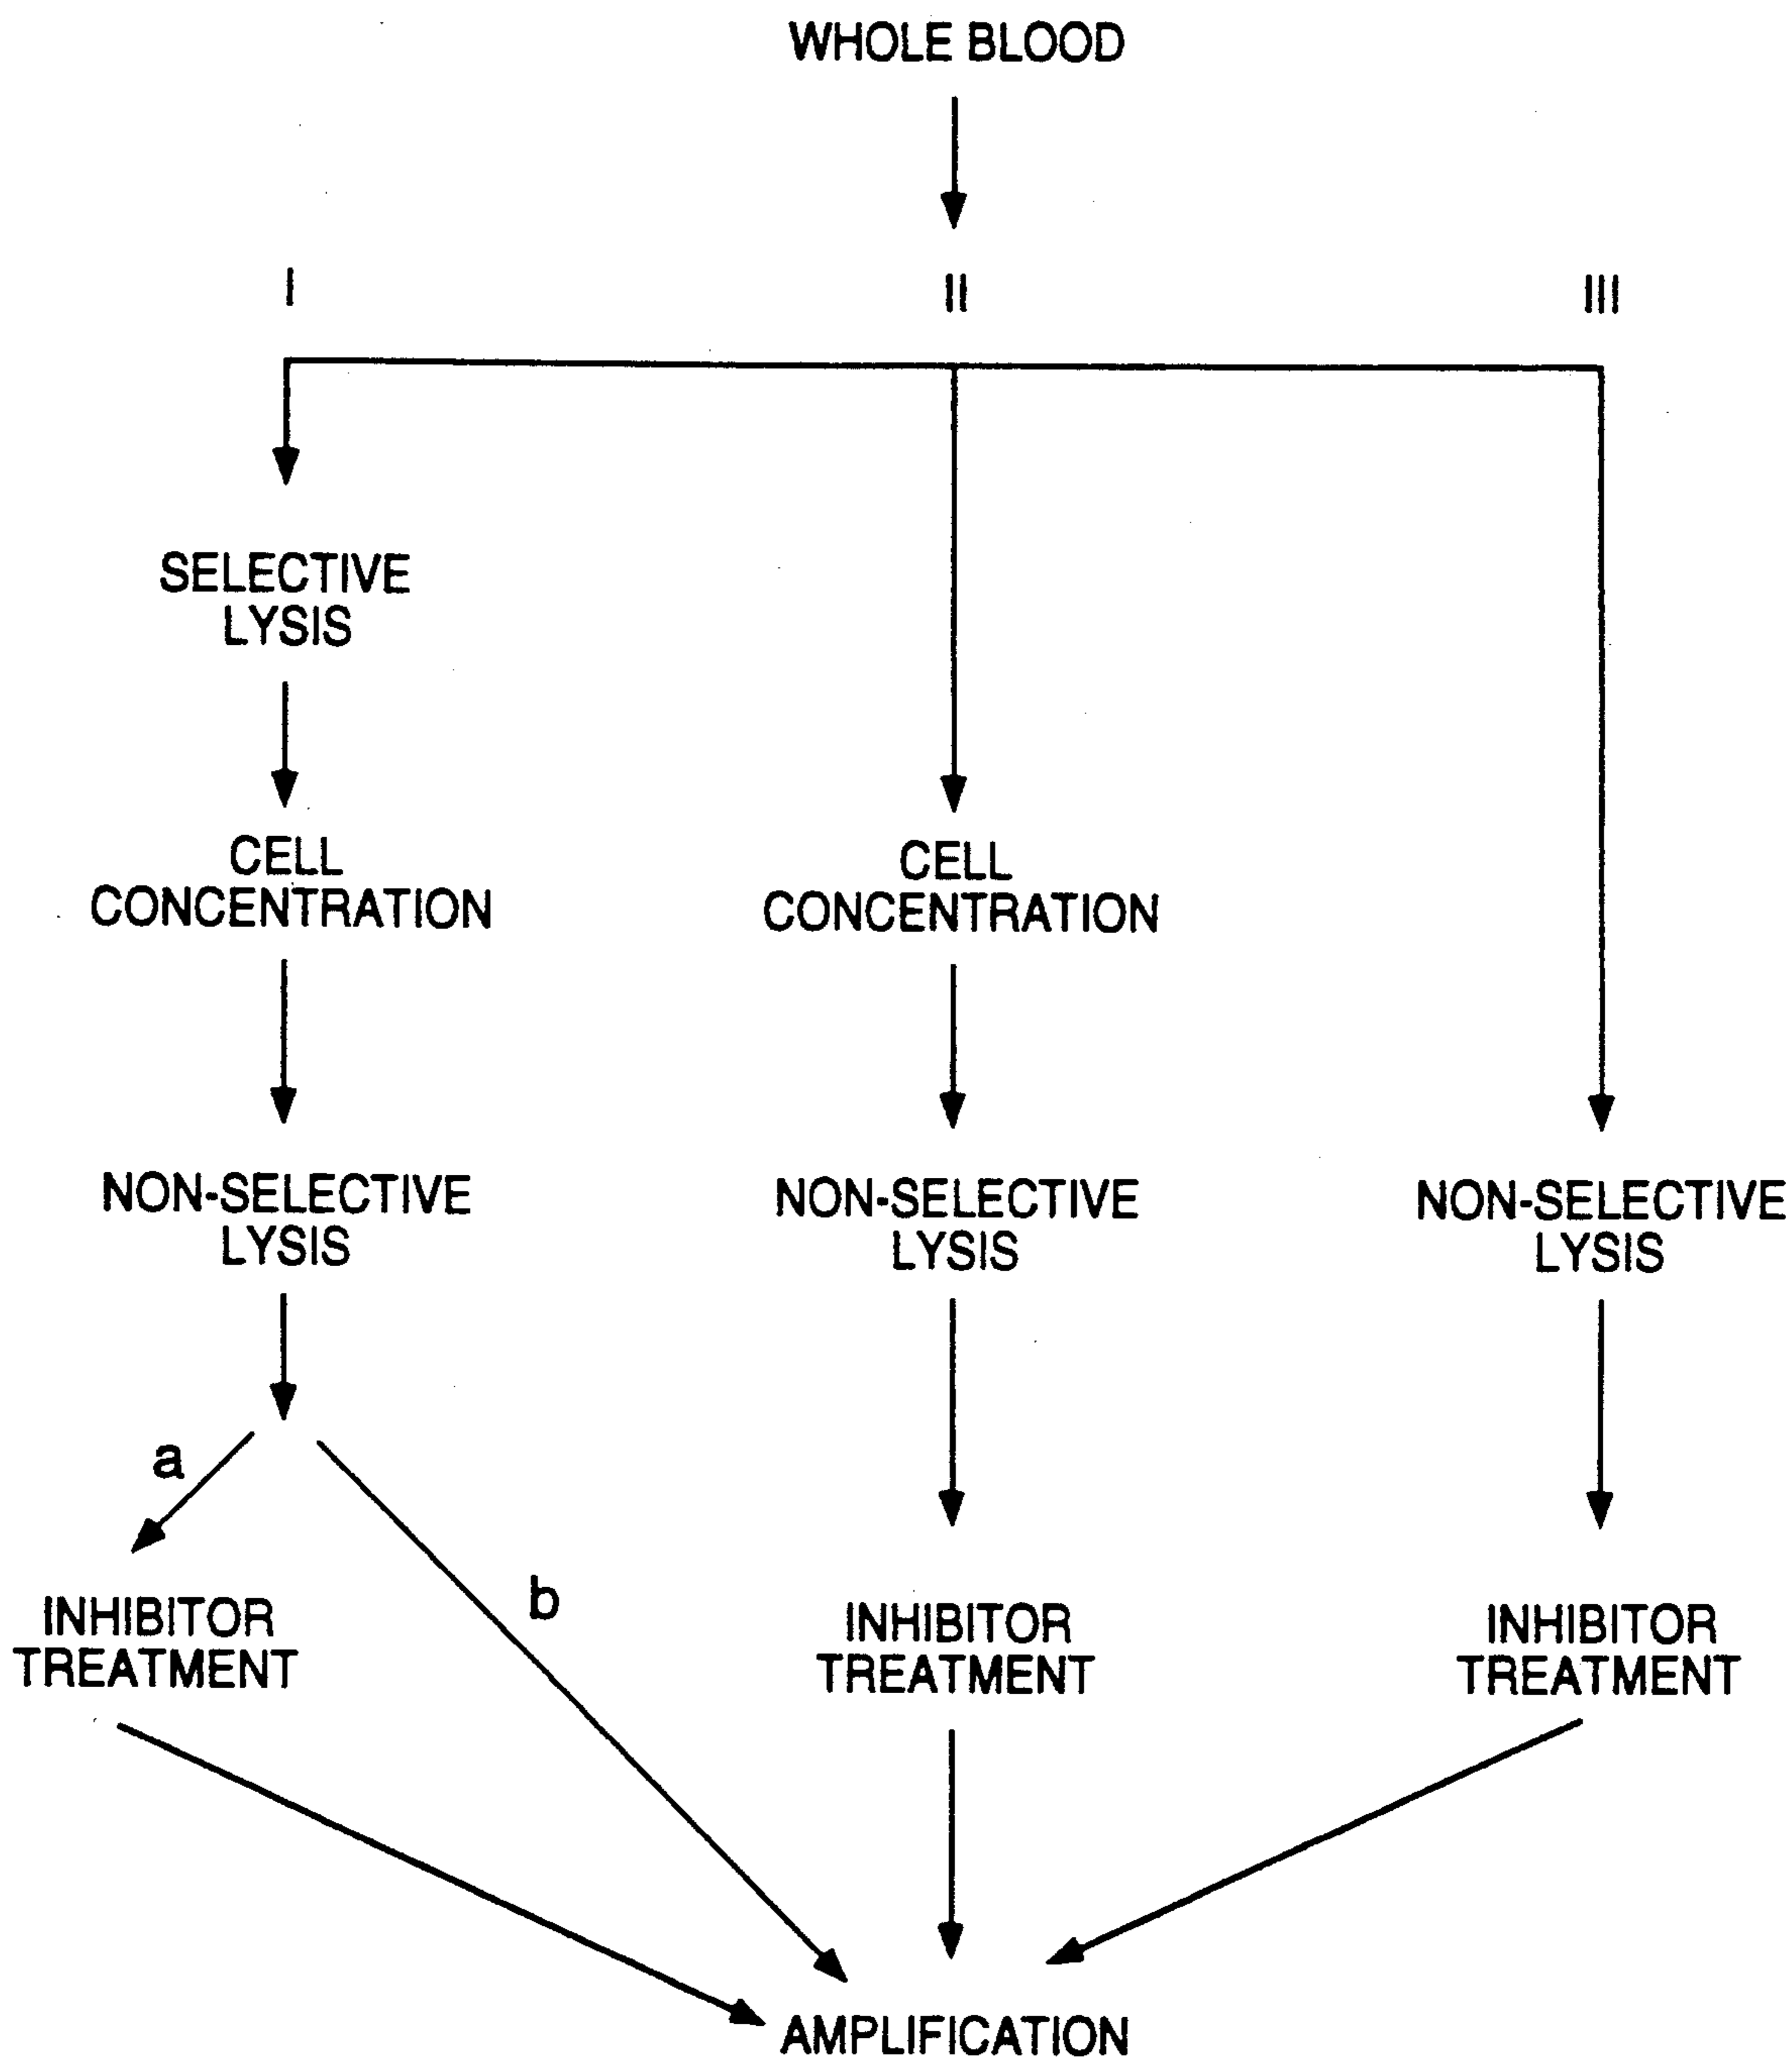 WHOLE BLOOD
I
II
III
SELECTIVE
LYSIS
CELL
CONCENTRATION
CELL
CONCENTRATION
NON-SELECTIVE
LYSIS
NON-SELECTIVE
LYSIS
NON-SELECTIVE
LYSIS
a
b
INHIBITOR
TREATMENT
INHIBITOR
TREATMENT
INHIBITOR
TREATMENT
AMPLIFICATION